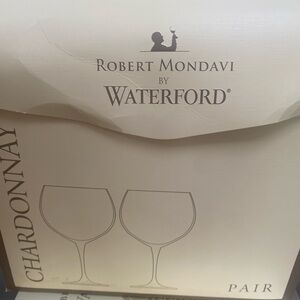 ROBERT MONDAVI
BY
WATERFORD®
CHARDONNAY
PAIR